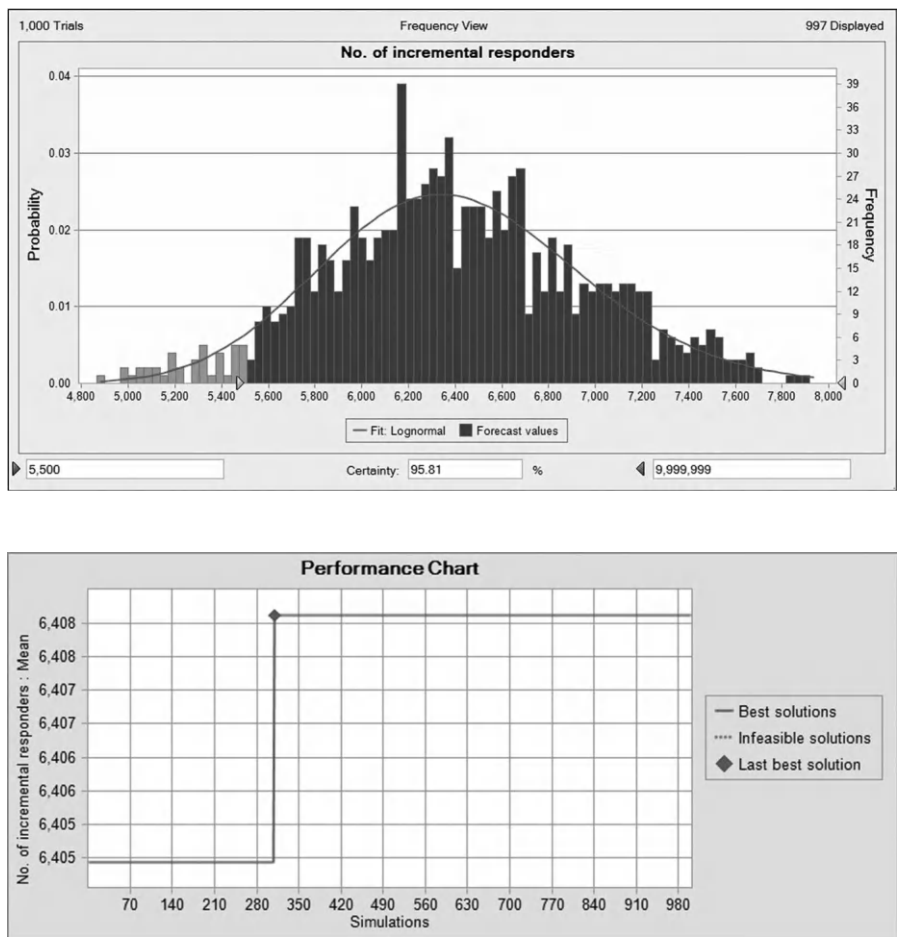 1,000 Trials Frequency View 997 Displayed
No. of incremental responders
0.04
0.03
0.02
0.01
0.00
Probability
39
36
33
30
27
24
21
18
15
12
9
6
3
0
Frequency
4,800 5,000 5,200 5,400 5,600 5,800 6,000 6,200 6,400 6,600 6,800 7,000 7,200 7,400 7,600 7,800 8,000
Fit: Lognormal Forecast values
5,500 Certainty: 95.81 % 9,999,999
Performance Chart
No. of incremental responders : Mean
6,408
6,408
6,407
6,407
6,406
6,406
6,405
6,405
70 140 210 280 350 420 490 560 630 700 770 840 910 980
Simulations
Best solutions
Infeasible solutions
Last best solution